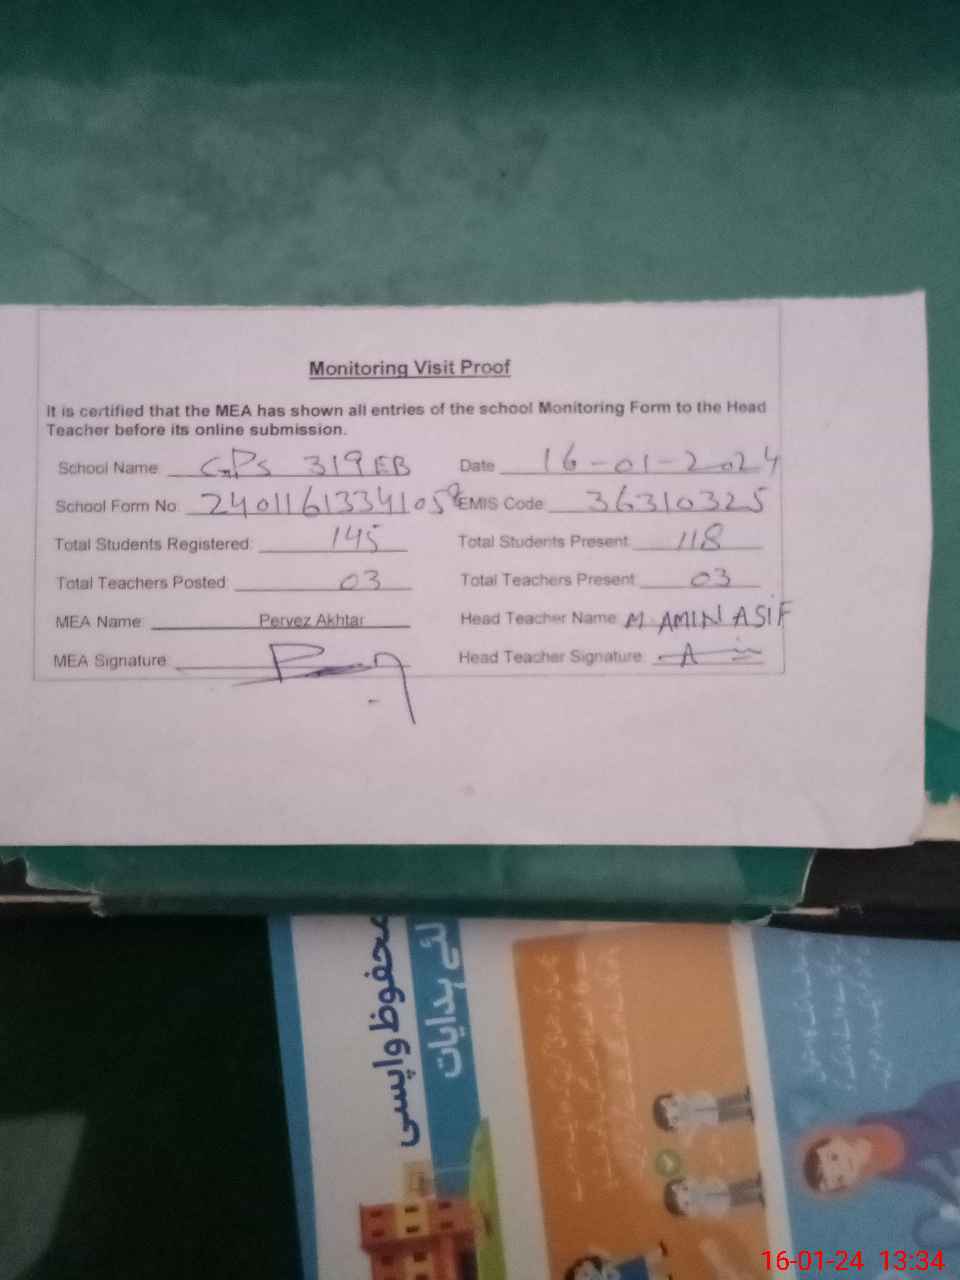 Monitoring Visit Proof
It is certified that the MEA has shown all entries of the school Monitoring Form to the Head
Teacher before its online submission.
School Name: GPS 319 EB Date 16-01-2024
School Form No: 24011613341059 EMIS Code: 36310325
Total Students Registered: 145 Total Students Present: 118
Total Teachers Posted: 03 Total Teachers Present: 03
MEA Name: Pervez Akhtar Head Teacher Name: M. AMIN ASIF
MEA Signature: Head Teacher Signature:
محفوظ واپسی
لئے ہدایات
16-01-24 13:34